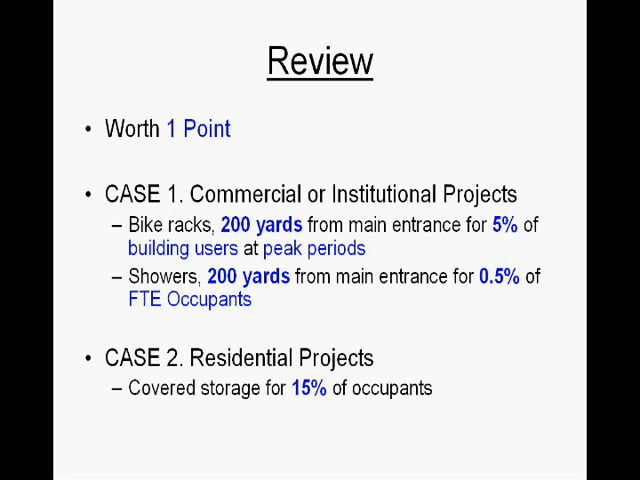 Review
• Worth 1 Point
• CASE 1. Commercial or Institutional Projects
– Bike racks, 200 yards from main entrance for 5% of
building users at peak periods
– Showers, 200 yards from main entrance for 0.5% of
FTE Occupants
• CASE 2. Residential Projects
– Covered storage for 15% of occupants